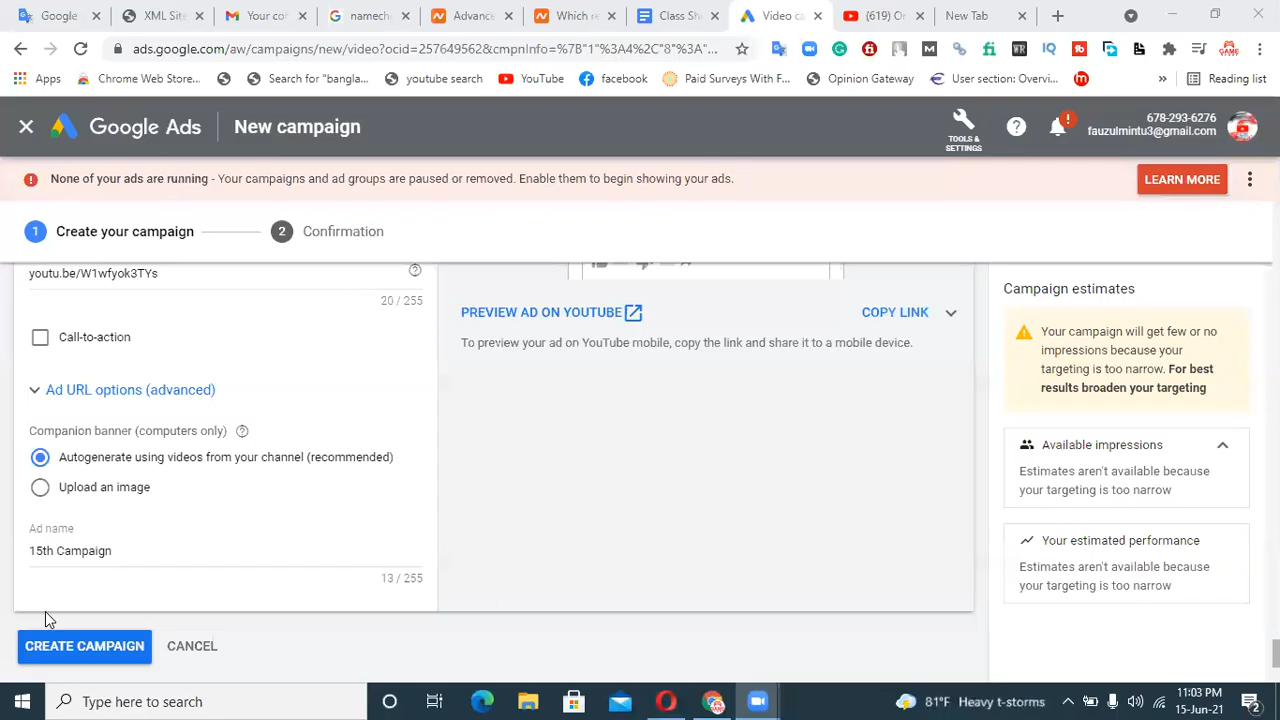 Google
XML Sit
Your co
namech
Advanc
Which re
Class Sh
Video ca
(619) O
New Tab
ads.google.com/aw/campaigns/new/video?ocid=257649562&cmpnInfo=%7B"1"%3A4%2C"8"%3A"...
Apps
Chrome Web Store...
Search for "bangla...
youtube.search
YouTube
facebook
Paid Surveys With F...
Opinion Gateway
User section: Overvi...
»
Reading list
Google Ads
New campaign
TOOLS & SETTINGS
678-293-6276
fauzulmintu3@gmail.com
None of your ads are running - Your campaigns and ad groups are paused or removed. Enable them to begin showing your ads.
LEARN MORE
1 Create your campaign
2 Confirmation
youtu.be/W1wfyok3TYs
20 / 255
Call-to-action
Ad URL options (advanced)
Companion banner (computers only)
Autogenerate using videos from your channel (recommended)
Upload an image
Ad name
15th Campaign
13 / 255
CREATE CAMPAIGN
CANCEL
PREVIEW AD ON YOUTUBE
COPY LINK
To preview your ad on YouTube mobile, copy the link and share it to a mobile device.
Campaign estimates
Your campaign will get few or no
impressions because your
targeting is too narrow. For best
results broaden your targeting
Available impressions
Estimates aren't available because
your targeting is too narrow
Your estimated performance
Estimates aren't available because
your targeting is too narrow
Type here to search
81°F Heavy t-storms
11:03 PM
15-Jun-21
2